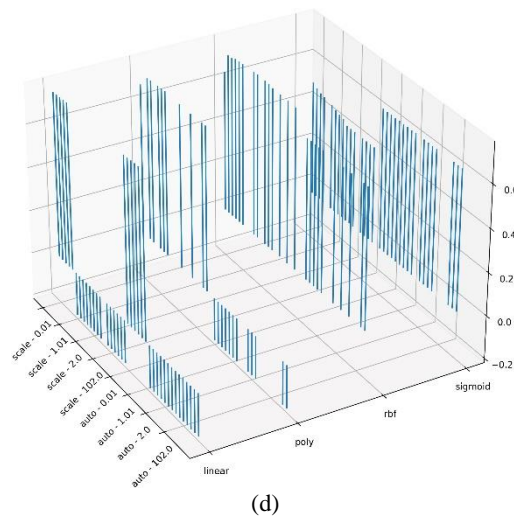 0.4
0.2
0.0
-0.2
scale - 0.01
scale - 1.01
scale - 2.0
scale - 102.0
auto - 0.01
auto - 1.01
auto - 2.0
auto - 102.0
linear
poly
rbf
sigmoid
(d)